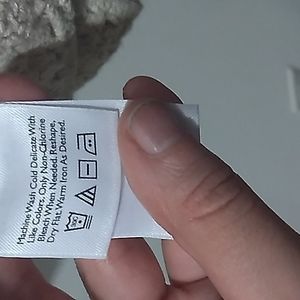 Machine Wash Cold Delicate With
Like Colors. Only Non-Chlorine
Bleach When Needed. Reshape,
Dry Flat. Warm Iron As Desired.